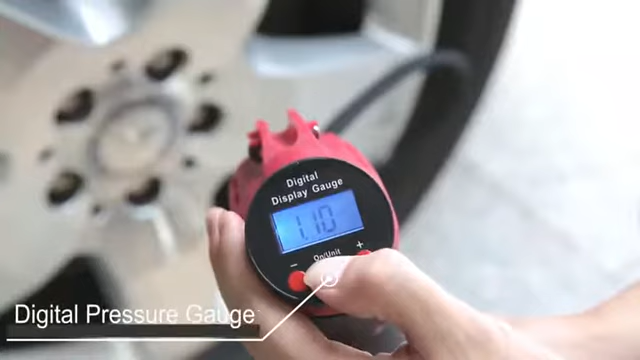 Digital
Display Gauge
1.10
- On/Unit +
Digital Pressure Gauge